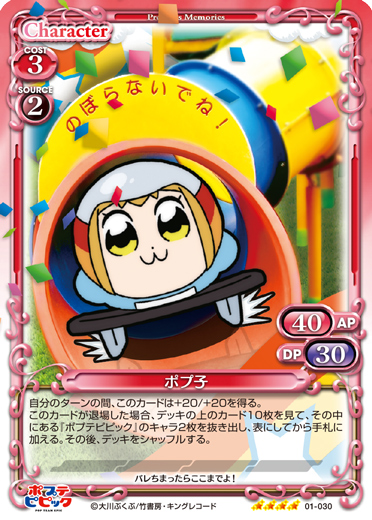 Precious Memories
Character
COST
3
SOURCE
2
のぼらないでね!
40 AP
DP 30
ポプ子
自分のターンの間、このカードは+20/+20を得る。
このカードが退場した場合、デッキの上のカード10枚を見て、その中
にある『ポプテピピック』のキャラ2枚を抜き出し、表にしてから手札に
加える。その後、デッキをシャッフルする。
バレちまったらここまでよ!
ポプテ
ピピック
POP TEAM EPIC
©大川ぶくぶ/竹書房・キングレコード
★★★★ 01-030